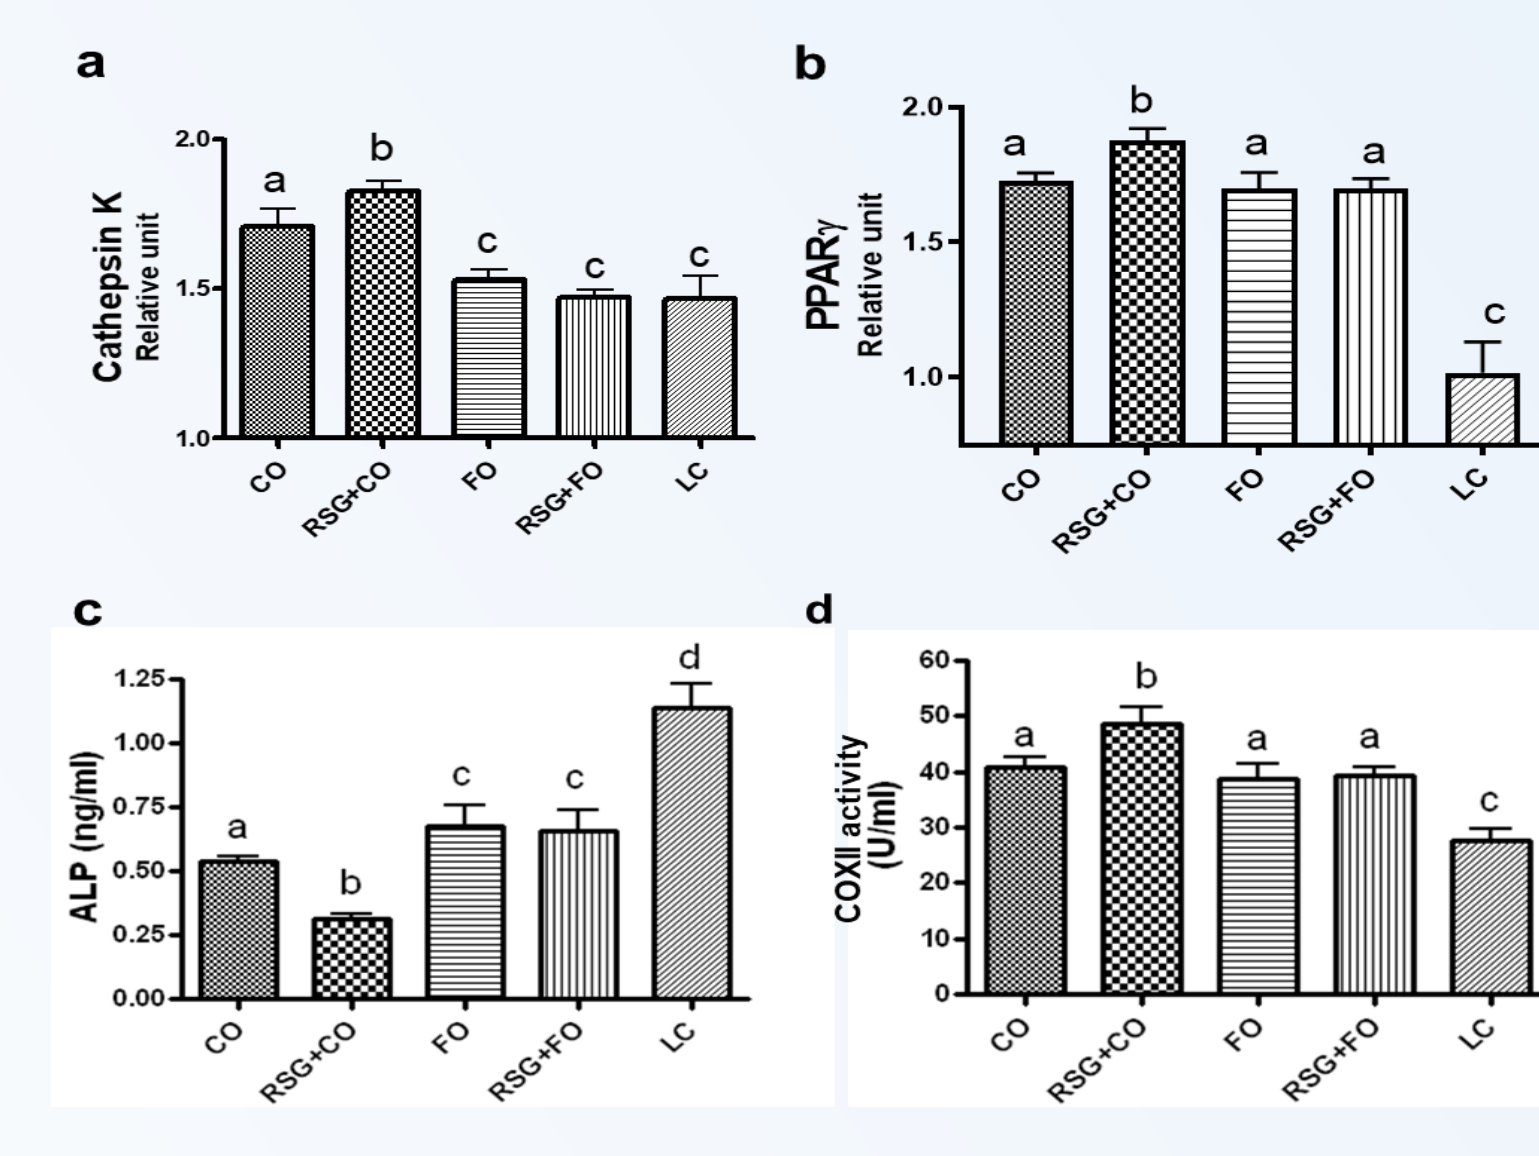 a
2.0
1.5
1.0
Cathepsin K
Relative unit
a
b
c
c
c
CO
RSG+CO
FO
RSG+FO
LC
b
2.0
1.5
1.0
PPARγ
Relative unit
a
b
a
a
c
CO
RSG+CO
FO
RSG+FO
LC
c
1.25
1.00
0.75
0.50
0.25
0.00
ALP (ng/ml)
a
b
c
c
d
CO
RSG+CO
FO
RSG+FO
LC
d
60
50
40
30
20
10
0
COXII activity
(U/ml)
a
b
a
a
c
CO
RSG+CO
FO
RSG+FO
LC